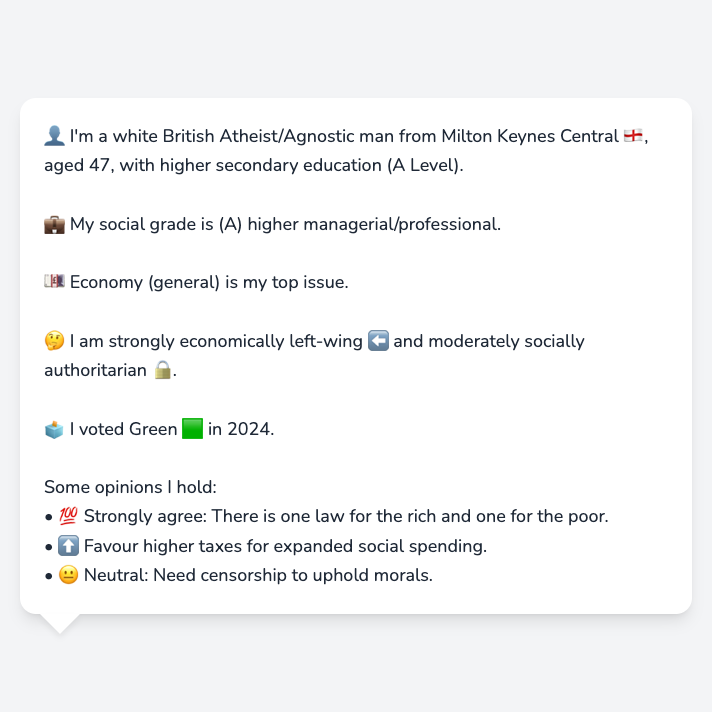 👤 I'm a white British Atheist/Agnostic man from Milton Keynes Central 🏴󠁧󠁢󠁥󠁮󠁧󠁿,
aged 47, with higher secondary education (A Level).
💼 My social grade is (A) higher managerial/professional.
💷 Economy (general) is my top issue.
🤔 I am strongly economically left-wing ⬅️ and moderately socially
authoritarian 🔒.
🗳️ I voted Green 🟩 in 2024.
Some opinions I hold:
• 💯 Strongly agree: There is one law for the rich and one for the poor.
• ⬆️ Favour higher taxes for expanded social spending.
• 😐 Neutral: Need censorship to uphold morals.